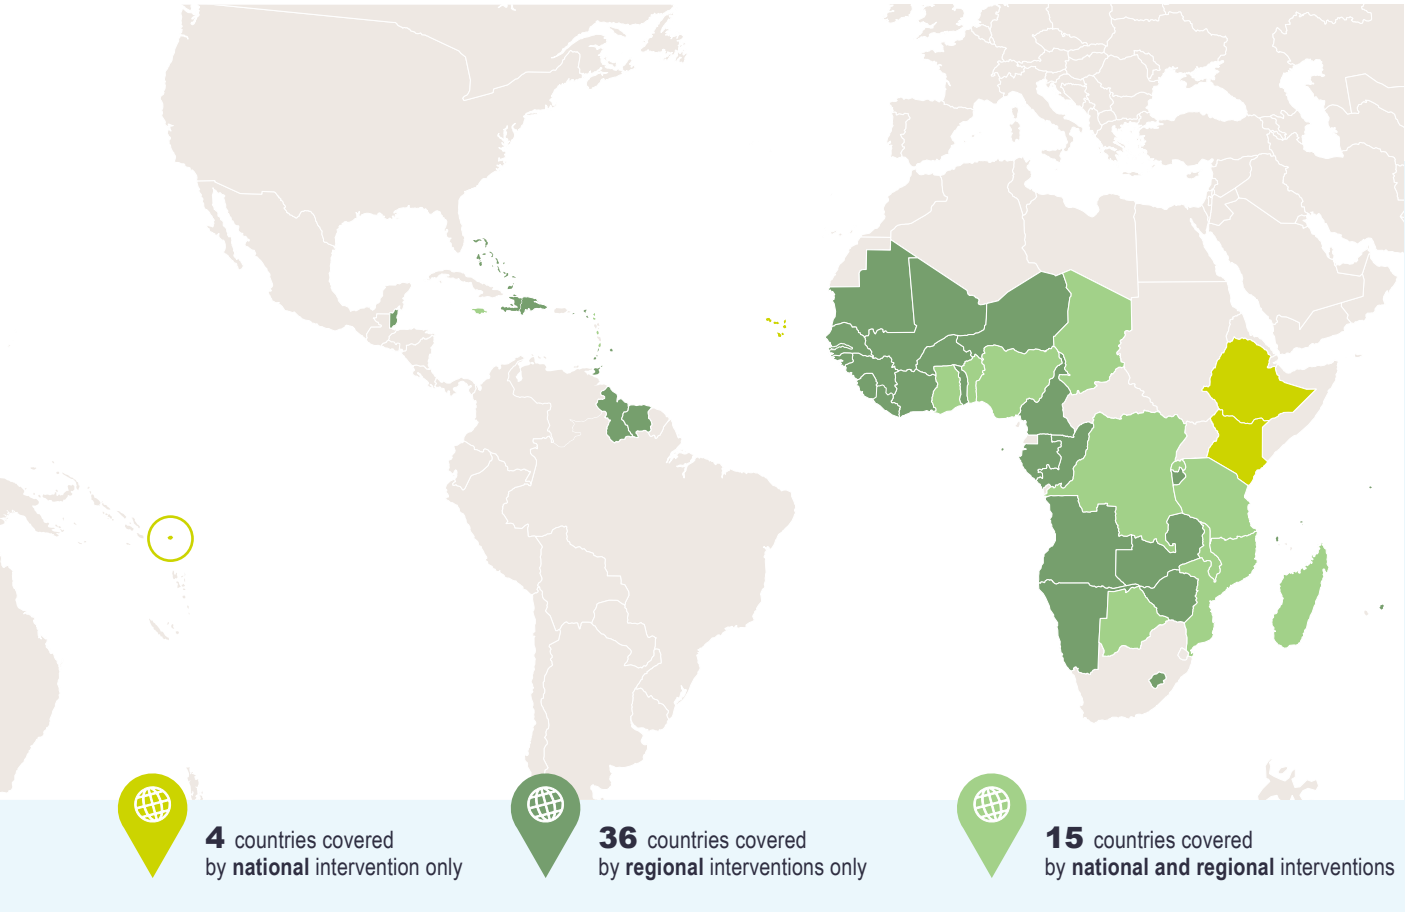 4 countries covered
by national intervention only
36 countries covered
by regional interventions only
15 countries covered
by national and regional interventions